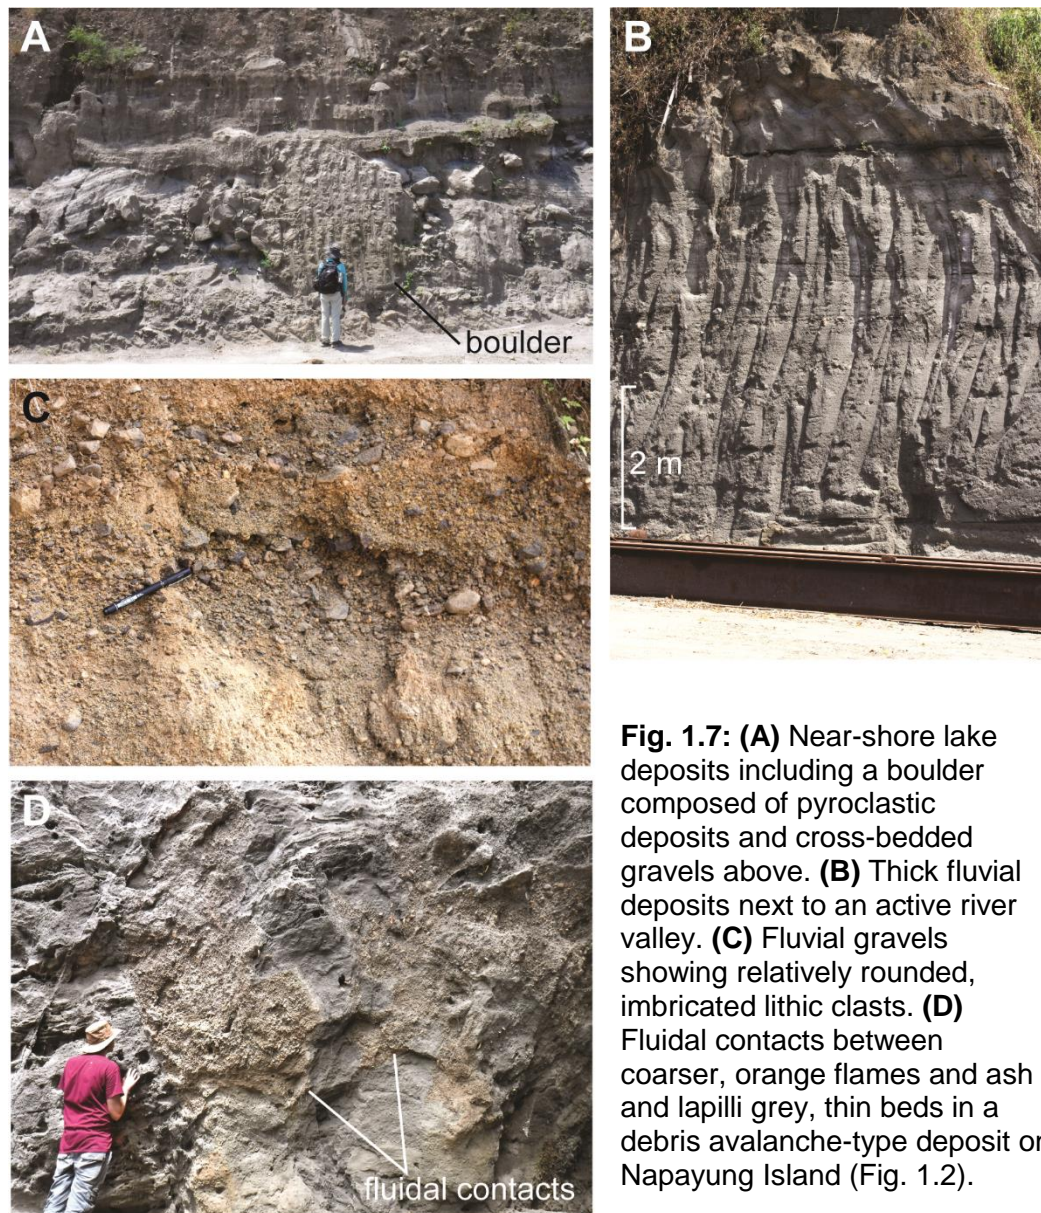 A
boulder
B
2 m
C
D
fluidal contacts
Fig. 1.7: (A) Near-shore lake
deposits including a boulder
composed of pyroclastic
deposits and cross-bedded
gravels above. (B) Thick fluvial
deposits next to an active river
valley. (C) Fluvial gravels
showing relatively rounded,
imbricated lithic clasts. (D)
Fluidal contacts between
coarser, orange flames and ash
and lapilli grey, thin beds in a
debris avalanche-type deposit on
Napayung Island (Fig. 1.2).